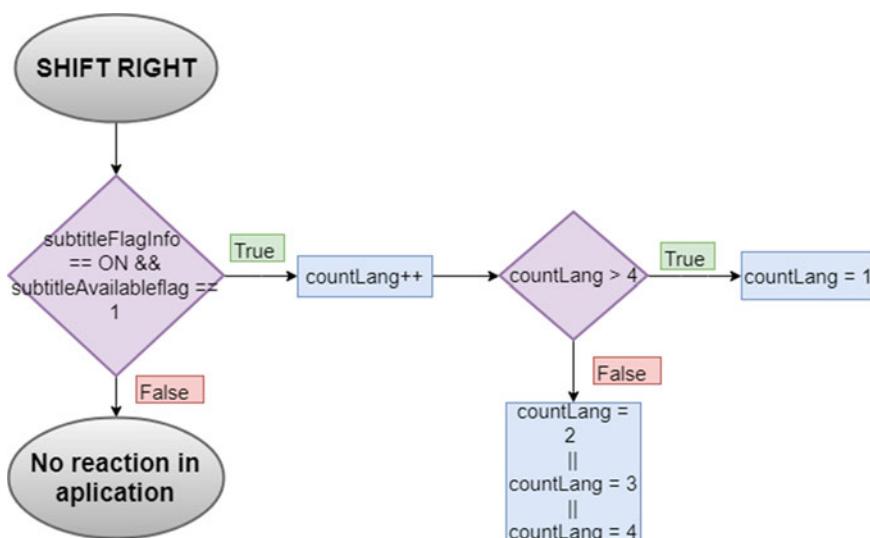 SHIFT RIGHT
subtitleFlagInfo
== ON &&
subtitleAvailableflag ==
1
True
countLang++
countLang > 4
True
countLang = 1
False
No reaction in
aplication
False
countLang =
2
||
countLang = 3
||
countLang = 4